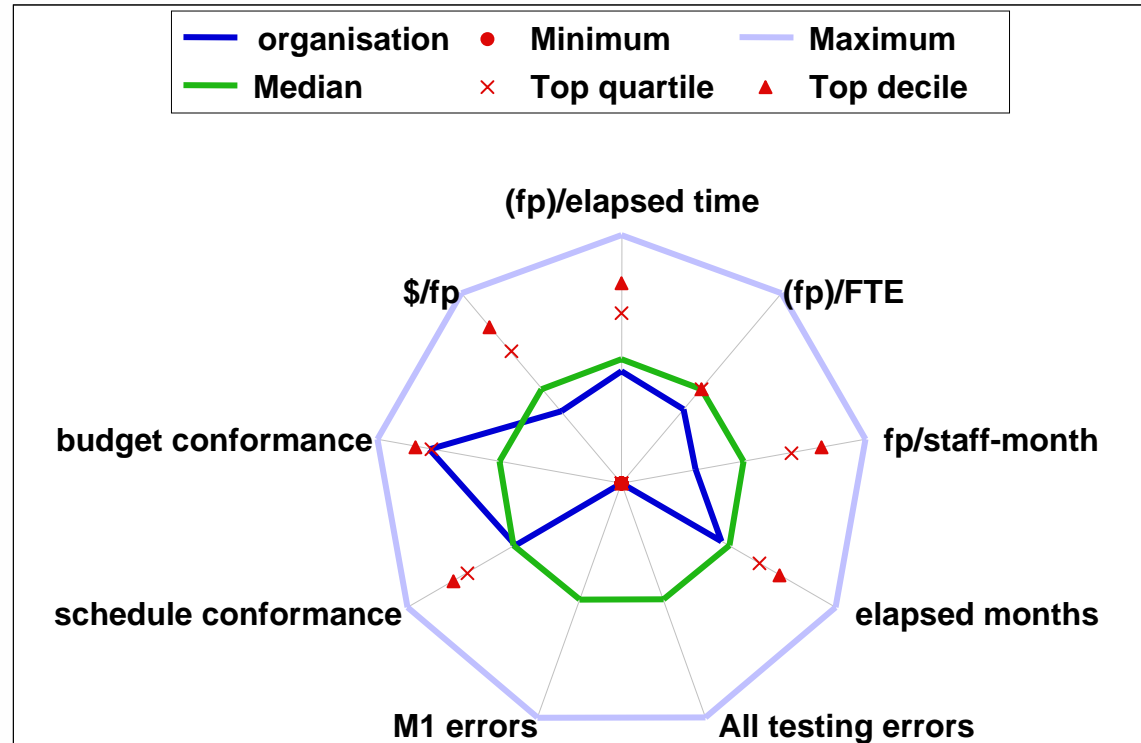 organisation Minimum Maximum
Median Top quartile Top decile
(fp)/elapsed time
$/fp (fp)/FTE
budget conformance fp/staff-month
schedule conformance elapsed months
M1 errors All testing errors